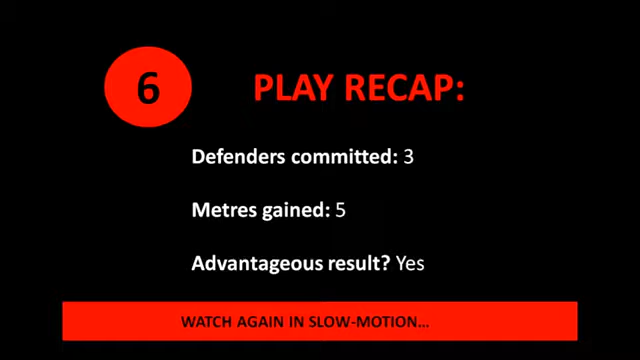 6
PLAY RECAP:
Defenders committed: 3
Metres gained: 5
Advantageous result? Yes
WATCH AGAIN IN SLOW-MOTION...